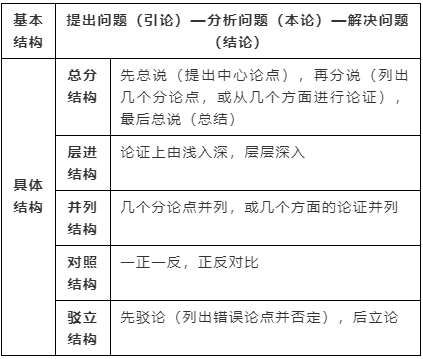 基本
结构
提出问题（引论）—分析问题（本论）—解决问题
（结论）
具体
结构
总分
结构
先总说（提出中心论点），再分说（列出
几个分论点，或从几个方面进行论证），
最后总说（总结）
层进
结构
论证上由浅入深，层层深入
并列
结构
几个分论点并列，或几个方面的论证并列
对照
结构
一正一反，正反对比
驳立
结构
先驳论（列出错误论点并否定），后立论